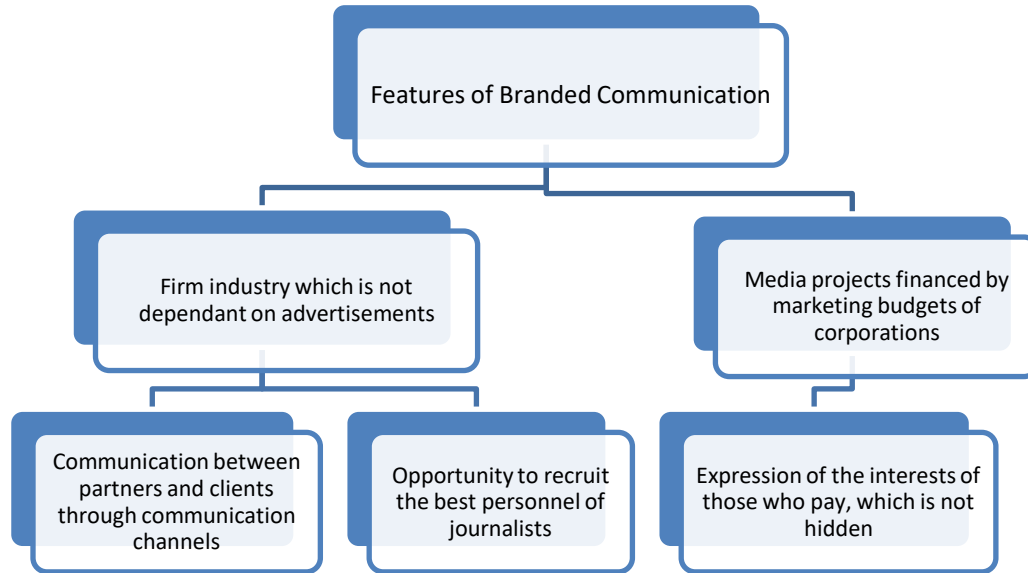 Features of Branded Communication
Firm industry which is not
dependant on advertisements
Media projects financed by
marketing budgets of
corporations
Communication between
partners and clients
through communication
channels
Opportunity to recruit
the best personnel of
journalists
Expression of the interests of
those who pay, which is not
hidden